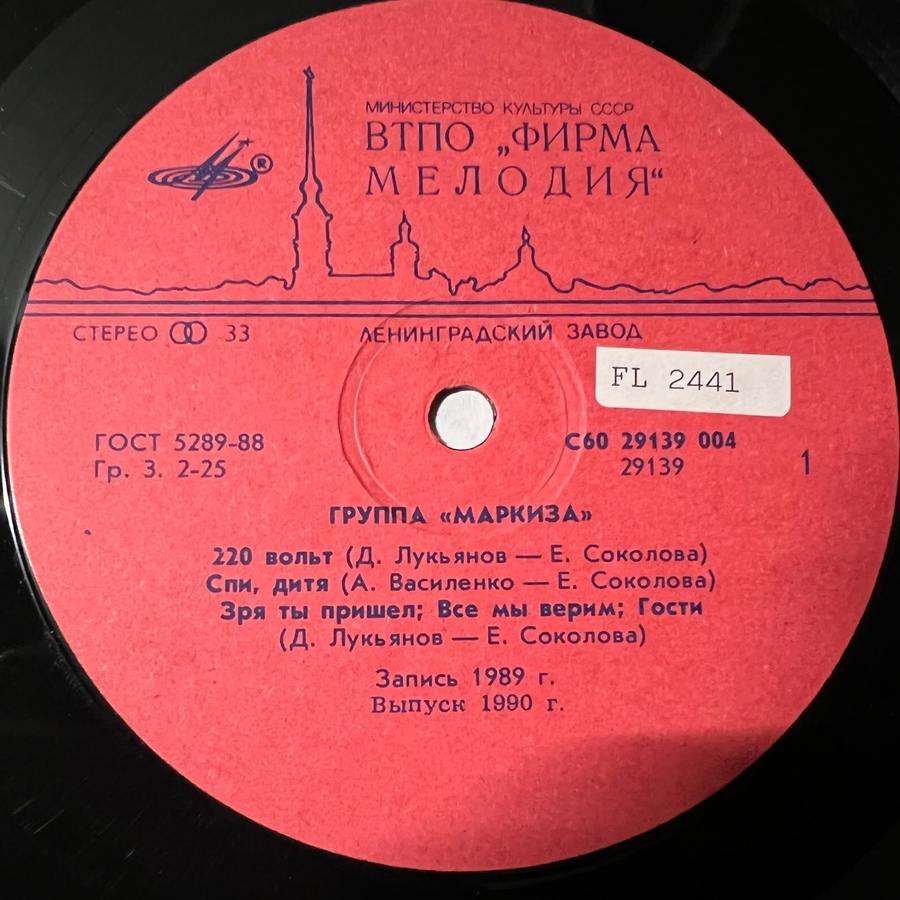 МИНИСТЕРСТВО КУЛЬТУРЫ СССР
ВТПО „ФИРМА
МЕЛОДИЯ“
®
СТЕРЕО 33
ЛЕНИНГРАДСКИЙ ЗАВОД
FL 2441
ГОСТ 5289-88
Гр. 3. 2-25
С60 29139 004
29139
1
ГРУППА «МАРКИЗА»
220 вольт (Д. Лукьянов — Е. Соколова)
Спи, дитя (А. Василенко — Е. Соколова)
Зря ты пришел; Все мы верим; Гости
(Д. Лукьянов — Е. Соколова)
Запись 1989 г.
Выпуск 1990 г.